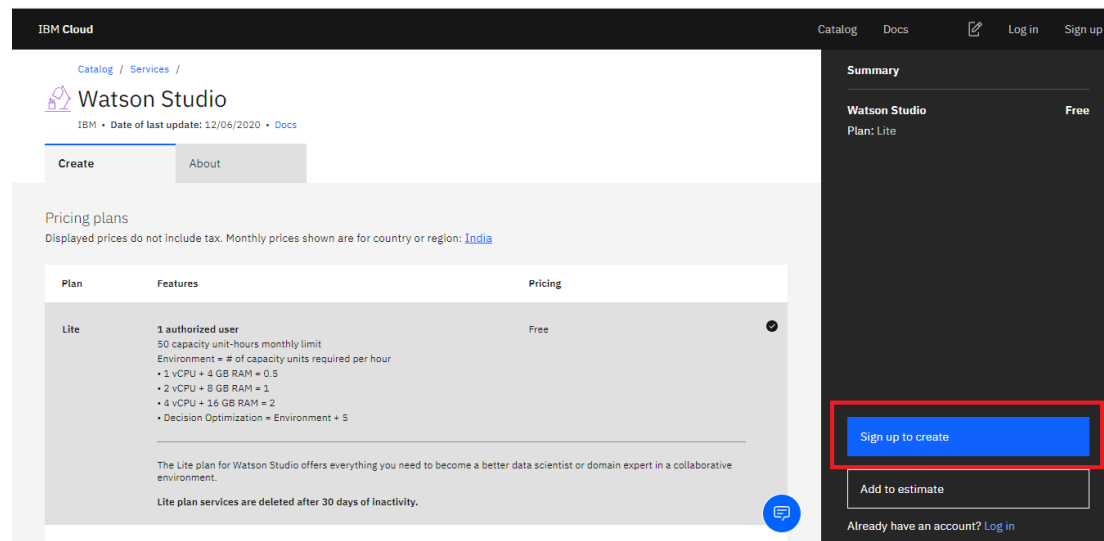 IBM Cloud
Catalog Docs Log in Sign up
Catalog / Services /
Watson Studio
IBM • Date of last update: 12/06/2020 • Docs
Create About
Pricing plans
Displayed prices do not include tax. Monthly prices shown are for country or region: India
Plan Features Pricing
Lite 1 authorized user Free
50 capacity unit-hours monthly limit
Environment = # of capacity units required per hour
• 1 vCPU + 4 GB RAM = 0.5
• 2 vCPU + 8 GB RAM = 1
• 4 vCPU + 16 GB RAM = 2
• Decision Optimization = Environment + 5
The Lite plan for Watson Studio offers everything you need to become a better data scientist or domain expert in a collaborative
environment.
Lite plan services are deleted after 30 days of inactivity.
Summary
Watson Studio Free
Plan: Lite
Sign up to create
Add to estimate
Already have an account? Log in